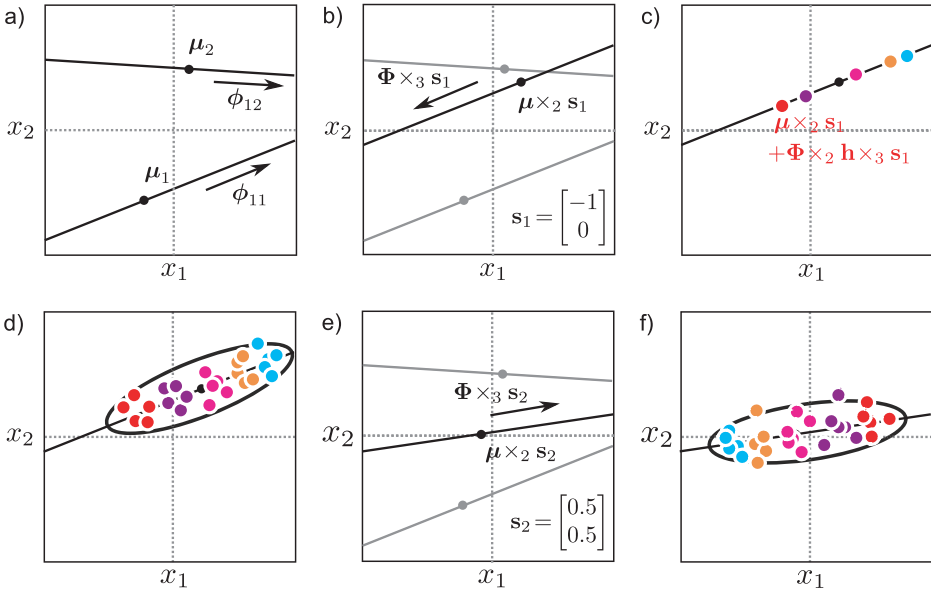 a)
μ₂
ϕ₁₂
x₂
μ₁
ϕ₁₁
x₁
b)
Φ×₃ s₁
μ×₂ s₁
x₂
s₁ = [−1
0]
x₁
c)
x₂
μ×₂ s₁
+Φ×₂ h×₃ s₁
x₁
d)
x₂
x₁
e)
Φ×₃ s₂
x₂
μ×₂ s₂
s₂ = [0.5
0.5]
x₁
f)
x₂
x₁